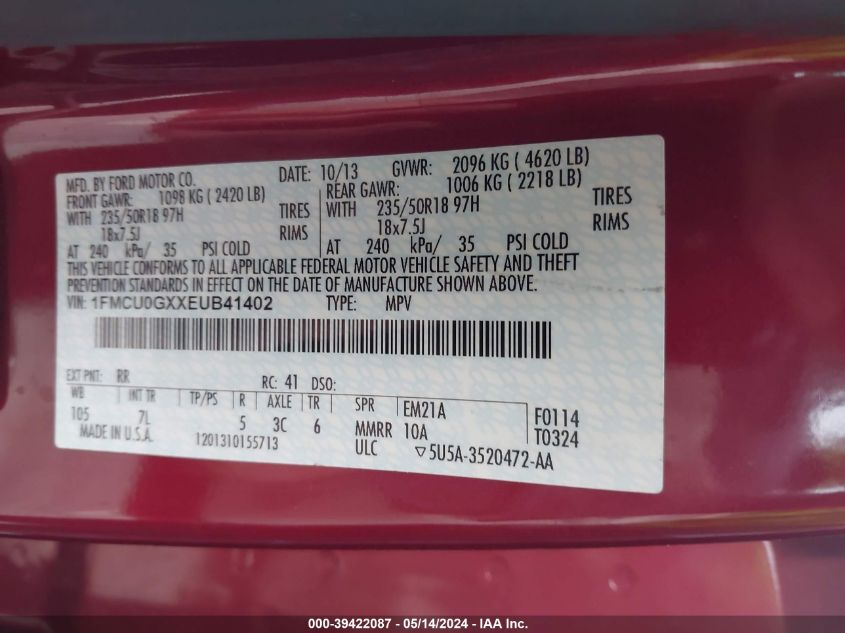 MFD. BY FORD MOTOR CO. DATE: 10/13 GVWR: 2096 KG ( 4620 LB)
FRONT GAWR: 1098 KG ( 2420 LB) REAR GAWR: 1006 KG ( 2218 LB)
WITH 235/50R18 97H TIRES WITH 235/50R18 97H TIRES
18x7.5J RIMS 18x7.5J RIMS
AT 240 kPa/ 35 PSI COLD AT 240 kPa/ 35 PSI COLD
THIS VEHICLE CONFORMS TO ALL APPLICABLE FEDERAL MOTOR VEHICLE SAFETY AND THEFT
PREVENTION STANDARDS IN EFFECT ON THE DATE OF MANUFACTURE SHOWN ABOVE.
VIN: 1FMCU0GXXEUB41402 TYPE: MPV
EXT PNT: RR RC: 41 DSO:
WB INT TR TP/PS R AXLE TR SPR EM21A F0114
105 7L 5 3C 6 MMRR 10A T0324
MADE IN U.S.A. 1201310155713 ULC ▽5U5A-3520472-AA
000-39422087 - 05/14/2024 - IAA Inc.